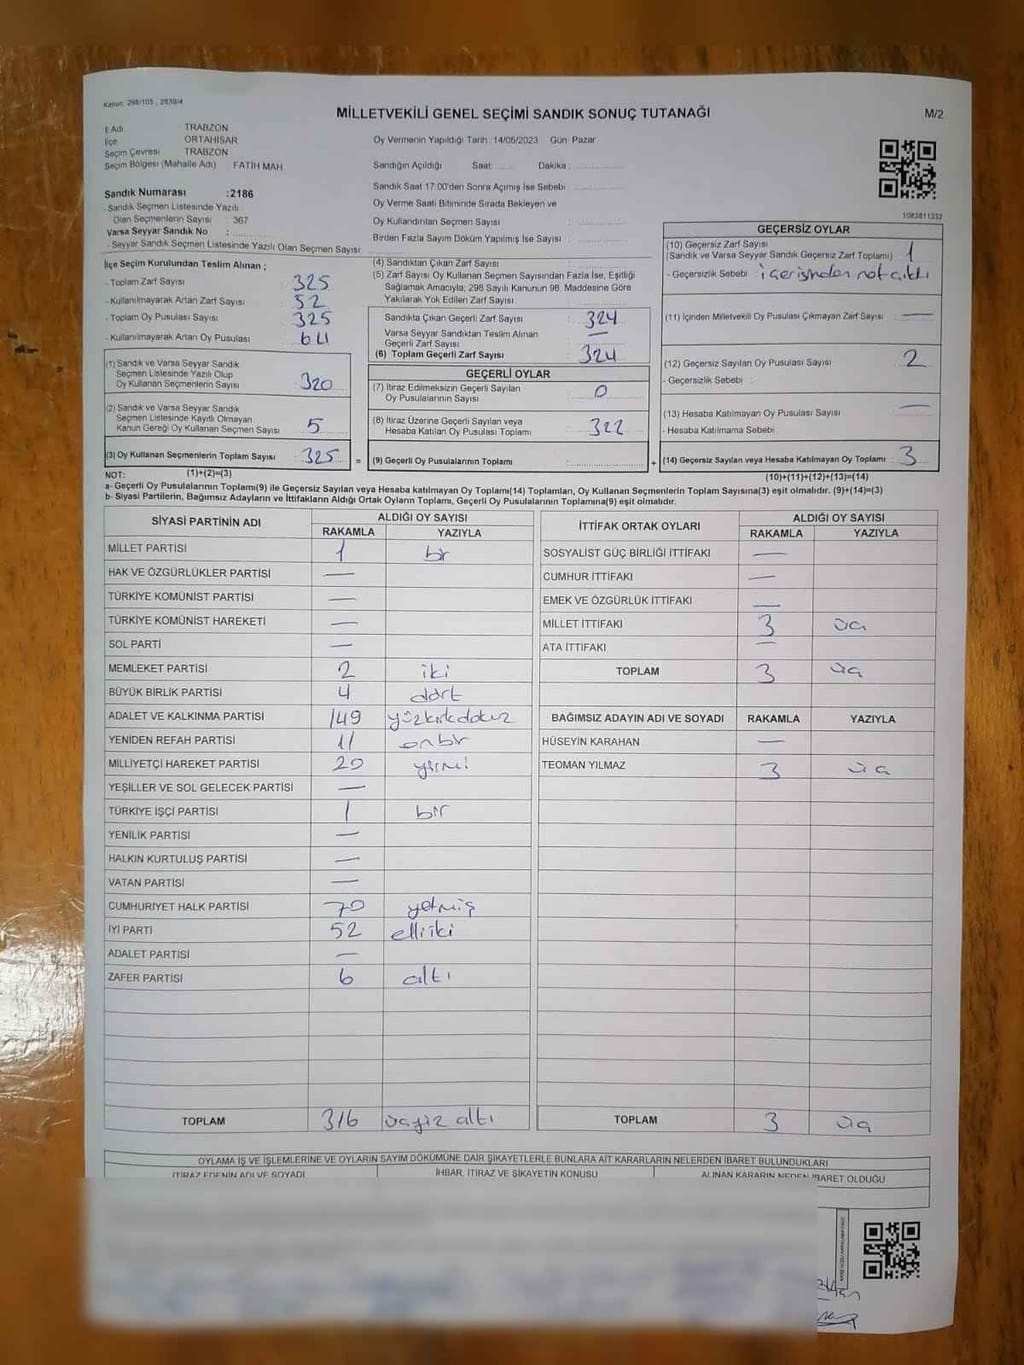 Kanun: 298/105 , 2839/4
MİLLETVEKİLİ GENEL SEÇİMİ SANDIK SONUÇ TUTANAĞI
M/2
İl Adı TRABZON
İlçe ORTAHİSAR
Seçim Çevresi TRABZON
Seçim Bölgesi (Mahalle Adı) FATİH MAH.
Oy Vermenin Yapıldığı Tarih: 14/05/2023 Gün: Pazar
Sandığın Açıldığı Saat: Dakika:
Sandık Saat 17:00'den Sonra Açımış İse Sebebi :
Oy Verme Saati Bitiminde Sırada Bekleyen ve
Oy Kullandırılan Seçmen Sayısı :
Birden Fazla Sayım Döküm Yapılmış İse Sayısı :
Sandık Numarası :2186
- Sandık Seçmen Listesinde Yazılı
Olan Seçmenlerin Sayısı : 367
Varsa Seyyar Sandık No :
- Seyyar Sandık Seçmen Listesinde Yazılı Olan Seçmen Sayısı:
İlçe Seçim Kurulundan Teslim Alınan ;
- Toplam Zarf Sayısı : 325
- Kullanılmayarak Artan Zarf Sayısı : 52
- Toplam Oy Pusulası Sayısı : 325
- Kullanılmayarak Artan Oy Pusulası :
(1) Sandık ve Varsa Seyyar Sandık
Seçmen Listesinde Yazılı Olup
Oy Kullanan Seçmenlerin Sayısı : 320
(2) Sandık ve Varsa Seyyar Sandık
Seçmen Listesinde Kayıtlı Olmayan
Kanun Gereği Oy Kullanan Seçmen Sayısı : 5
(3) Oy Kullanan Seçmenlerin Toplam Sayısı : 325 =
(4) Sandıktan Çıkan Zarf Sayısı :
(5) Zarf Sayısı Oy Kullanan Seçmen Sayısından Fazla İse, Eşitliği
Sağlamak Amacıyla; 298 Sayılı Kanunun 98. Maddesine Göre
Yakılarak Yok Edilen Zarf Sayısı :
Sandıkta Çıkan Geçerli Zarf Sayısı : 324
Varsa Seyyar Sandıktan Teslim Alınan
Geçerli Zarf Sayısı : —
(6) Toplam Geçerli Zarf Sayısı : 324
GEÇERLİ OYLAR
(7) İtiraz Edilmeksizin Geçerli Sayılan
Oy Pusulalarının Sayısı : 0
(8) İtiraz Üzerine Geçerli Sayılan veya
Hesaba Katılan Oy Pusulası Toplamı : 322
(9) Geçerli Oy Pusulalarının Toplamı : +
1083811332
GEÇERSİZ OYLAR
(10) Geçersiz Zarf Sayısı
(Sandık ve Varsa Seyyar Sandık Geçersiz Zarf Toplamı) : 1
- Geçersizlik Sebebi : içerisinden not çıktı
(11) İçinden Milletvekili Oy Pusulası Çıkmayan Zarf Sayısı : —
(12) Geçersiz Sayılan Oy Pusulası Sayısı : 2
- Geçersizlik Sebebi :
(13) Hesaba Katılmayan Oy Pusulası Sayısı : —
- Hesaba Katılmama Sebebi :
(14) Geçersiz Sayılan veya Hesaba Katılmayan Oy Toplamı : 3
NOT: (1)+(2)=(3) (10)+(11)+(12)+(13)=(14)
a- Geçerli Oy Pusulalarının Toplamı(9) ile Geçersiz Sayılan veya Hesaba katılmayan Oy Toplamı(14) Toplamları, Oy Kullanan Seçmenlerin Toplam Sayısına(3) eşit olmalıdır. (9)+(14)=(3)
b- Siyasi Partilerin, Bağımsız Adayların ve İttifakların Aldığı Ortak Oyların Toplamı, Geçerli Oy Pusulalarının Toplamına(9) eşit olmalıdır.
SİYASİ PARTİNİN ADI ALDIĞI OY SAYISI
RAKAMLA YAZIYLA
MİLLET PARTİSİ 1 bir
HAK VE ÖZGÜRLÜKLER PARTİSİ —
TÜRKİYE KOMÜNİST PARTİSİ —
TÜRKİYE KOMÜNİST HAREKETİ —
SOL PARTİ —
MEMLEKET PARTİSİ 2 iki
BÜYÜK BİRLİK PARTİSİ 4 dört
ADALET VE KALKINMA PARTİSİ 149 yüzkırkdokuz
YENİDEN REFAH PARTİSİ 11 onbir
MİLLİYETÇİ HAREKET PARTİSİ 20 yirmi
YEŞİLLER VE SOL GELECEK PARTİSİ —
TÜRKİYE İŞÇİ PARTİSİ 1 bir
YENİLİK PARTİSİ —
HALKIN KURTULUŞ PARTİSİ —
VATAN PARTİSİ —
CUMHURİYET HALK PARTİSİ 70 yetmiş
İYİ PARTİ 52 elliiki
ADALET PARTİSİ —
ZAFER PARTİSİ 6 altı
TOPLAM 316 üçyüz altı
İTTİFAK ORTAK OYLARI ALDIĞI OY SAYISI
RAKAMLA YAZIYLA
SOSYALİST GÜÇ BİRLİĞİ İTTİFAKI —
CUMHUR İTTİFAKI —
EMEK VE ÖZGÜRLÜK İTTİFAKI —
MİLLET İTTİFAKI 3 üç
ATA İTTİFAKI —
TOPLAM 3 üç
BAĞIMSIZ ADAYIN ADI VE SOYADI RAKAMLA YAZIYLA
HÜSEYİN KARAHAN —
TEOMAN YILMAZ 3 üç
TOPLAM 3 üç
OYLAMA İŞ VE İŞLEMLERİNE VE OYLARIN SAYIM DÖKÜMÜNE DAİR ŞİKAYETLERLE BUNLARA AİT KARARLARIN NELERDEN İBARET BULUNDUKLARI
İTİRAZ EDENİN ADI VE SOYADI İHBAR, İTİRAZ VE ŞİKAYETİN KONUSU ALINAN KARARIN NEDEN İBARET OLDUĞU